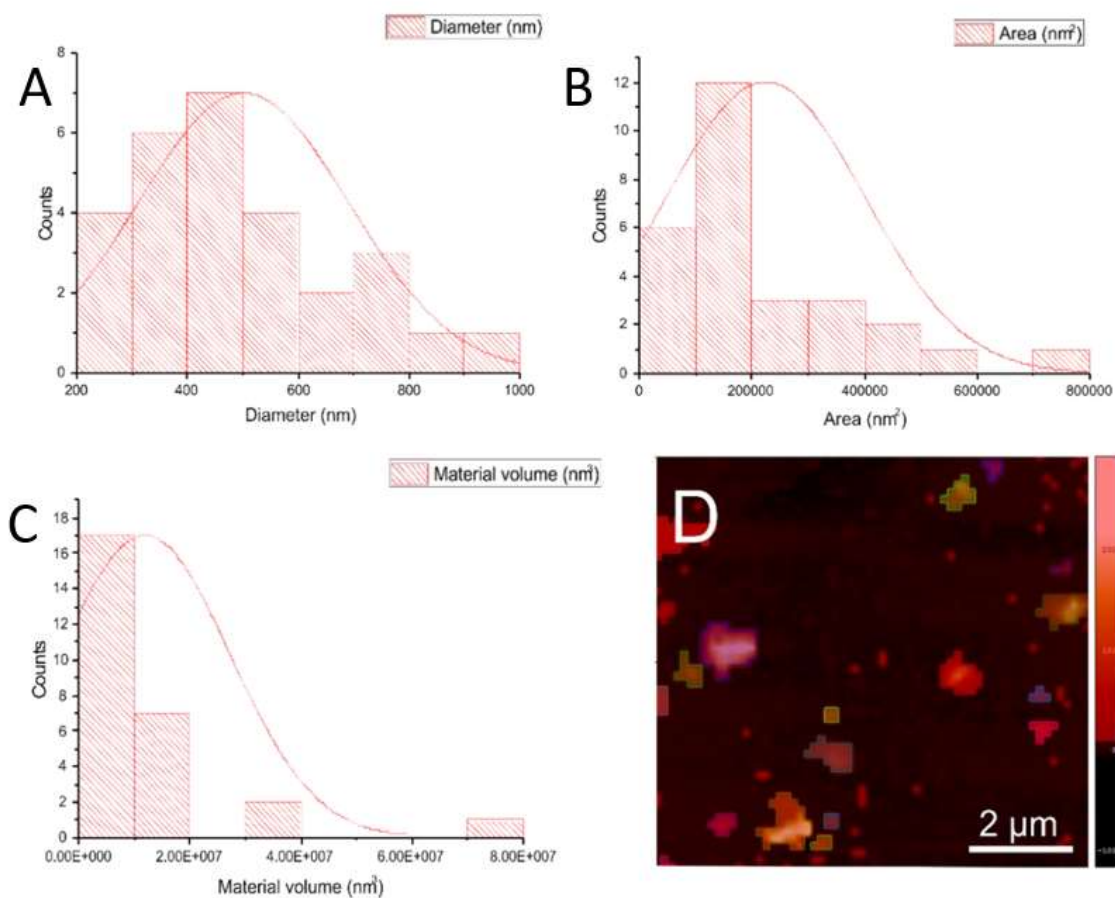 A
Diameter (nm)
8
6
4
2
0
Counts
200
400
600
800
1000
Diameter (nm)
B
Area (nm²)
12
10
8
6
4
2
0
Counts
0
200000
400000
600000
800000
Area (nm²)
C
Material volume (nm³)
18
16
14
12
10
8
6
4
2
0
Counts
0.00E+000
2.00E+007
4.00E+007
6.00E+007
8.00E+007
Material volume (nm³)
D
2 µm